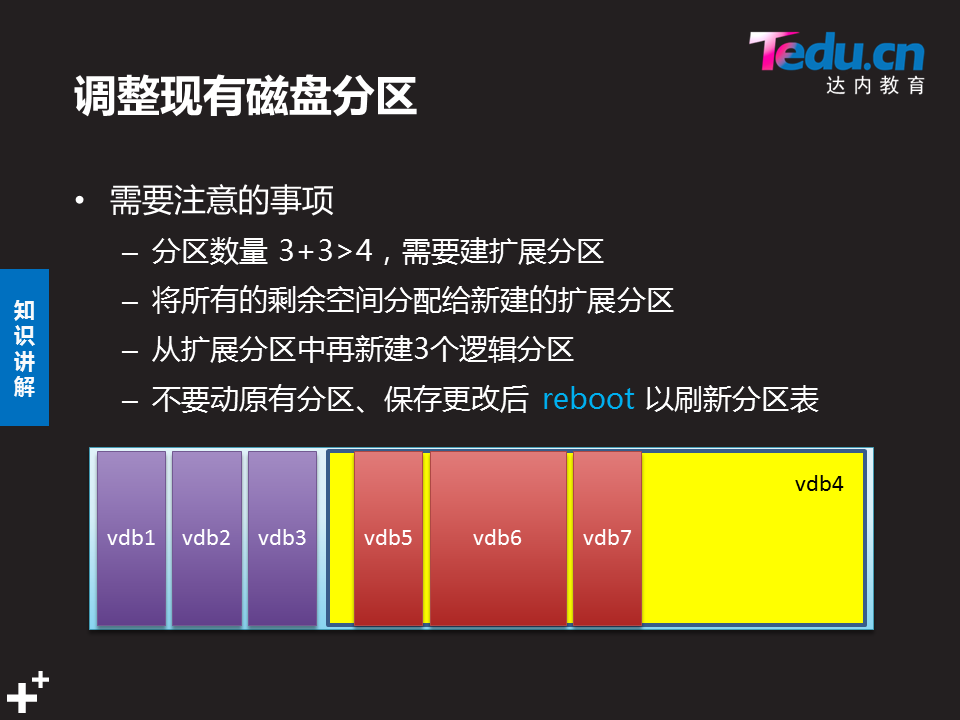 Tedu.cn
达内教育
调整现有磁盘分区
• 需要注意的事项
– 分区数量 3+3>4，需要建扩展分区
– 将所有的剩余空间分配给新建的扩展分区
– 从扩展分区中再新建3个逻辑分区
– 不要动原有分区、保存更改后 reboot 以刷新分区表
知识讲解
vdb4
vdb1 vdb2 vdb3 vdb5 vdb6 vdb7